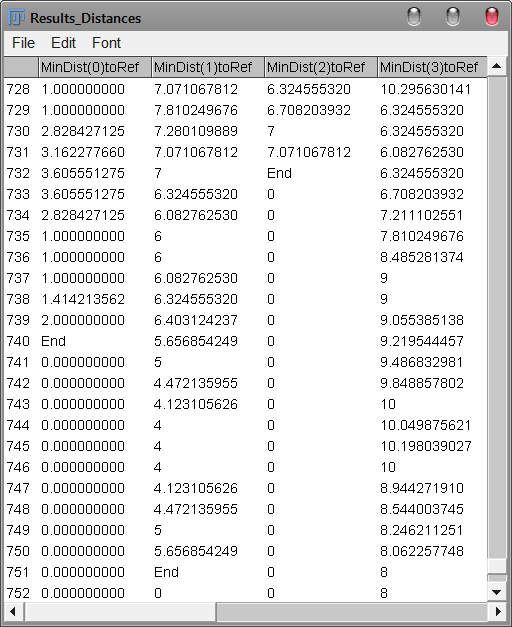 Results_Distances
File Edit Font
MinDist(0)toRef MinDist(1)toRef MinDist(2)toRef MinDist(3)toRef
728 1.000000000 7.071067812 6.324555320 10.295630141
729 1.000000000 7.810249676 6.708203932 6.324555320
730 2.828427125 7.280109889 7 6.324555320
731 3.162277660 7.071067812 7.071067812 6.082762530
732 3.605551275 7 End 6.324555320
733 3.605551275 6.324555320 0 6.708203932
734 2.828427125 6.082762530 0 7.211102551
735 1.000000000 6 0 7.810249676
736 1.000000000 6 0 8.485281374
737 1.000000000 6.082762530 0 9
738 1.414213562 6.324555320 0 9
739 2.000000000 6.403124237 0 9.055385138
740 End 5.656854249 0 9.219544457
741 0.000000000 5 0 9.486832981
742 0.000000000 4.472135955 0 9.848857802
743 0.000000000 4.123105626 0 10
744 0.000000000 4 0 10.049875621
745 0.000000000 4 0 10.198039027
746 0.000000000 4 0 10
747 0.000000000 4.123105626 0 8.944271910
748 0.000000000 4.472135955 0 8.544003745
749 0.000000000 5 0 8.246211251
750 0.000000000 5.656854249 0 8.062257748
751 0.000000000 End 0 8
752 0.000000000 0 0 8